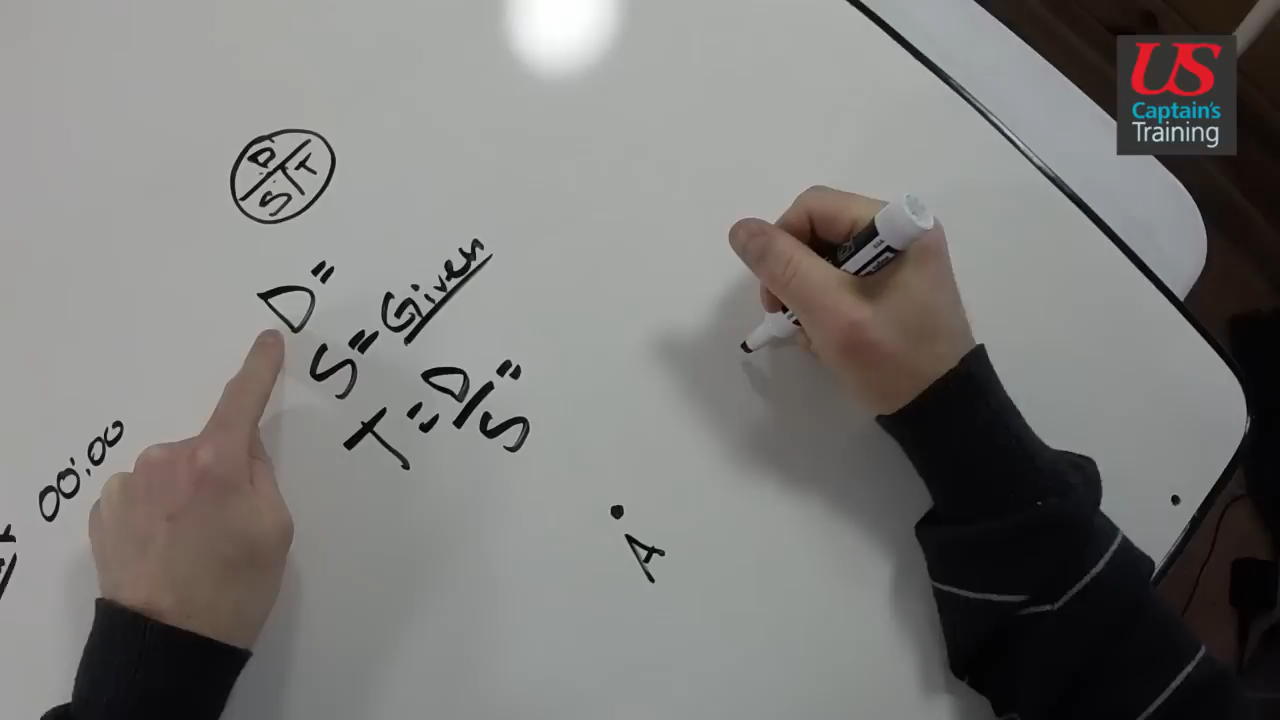 US
Captain's
Training
D
S T
D =
S = Given
T = D/S =
00:00
A